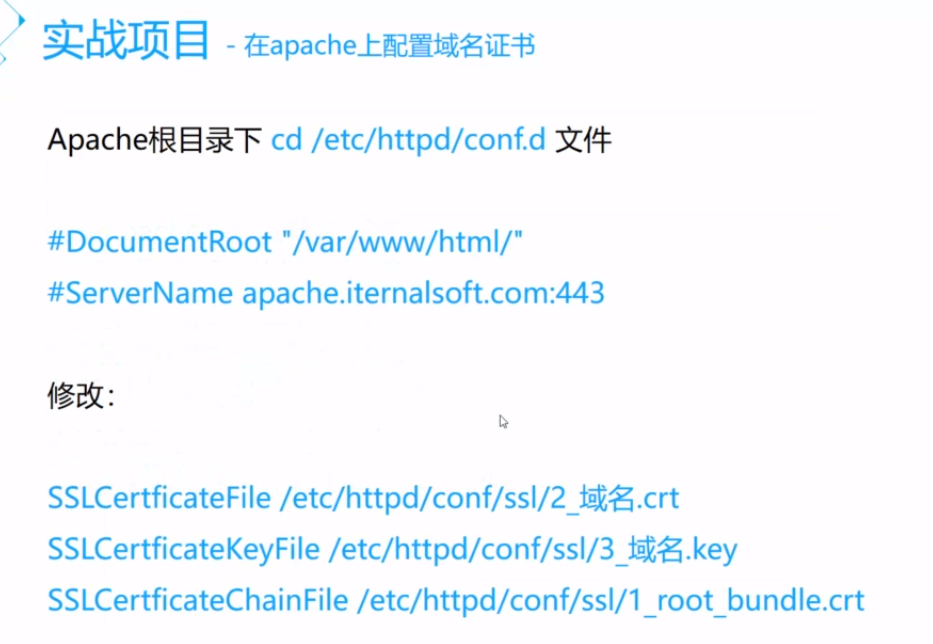 实战项目 - 在apache上配置域名证书
Apache根目录下 cd /etc/httpd/conf.d 文件
#DocumentRoot "/var/www/html/"
#ServerName apache.iternalsoft.com:443
修改：
SSLCertficateFile /etc/httpd/conf/ssl/2_域名.crt
SSLCertficateKeyFile /etc/httpd/conf/ssl/3_域名.key
SSLCertficateChainFile /etc/httpd/conf/ssl/1_root_bundle.crt